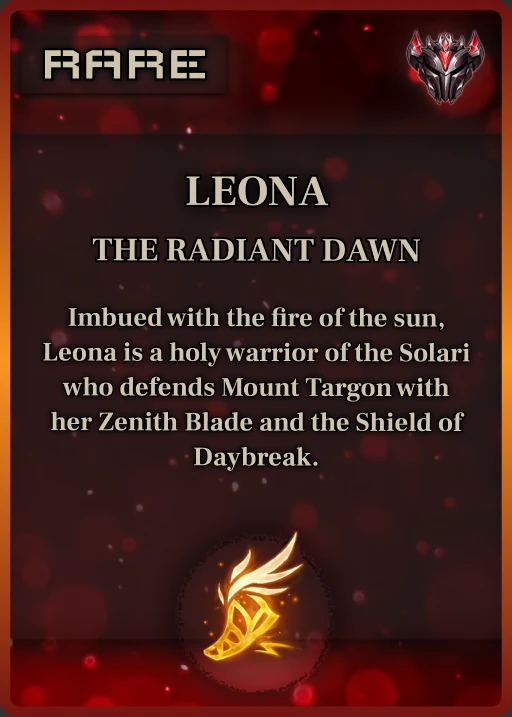 RARE
LEONA
THE RADIANT DAWN
Imbued with the fire of the sun,
Leona is a holy warrior of the Solari
who defends Mount Targon with
her Zenith Blade and the Shield of
Daybreak.